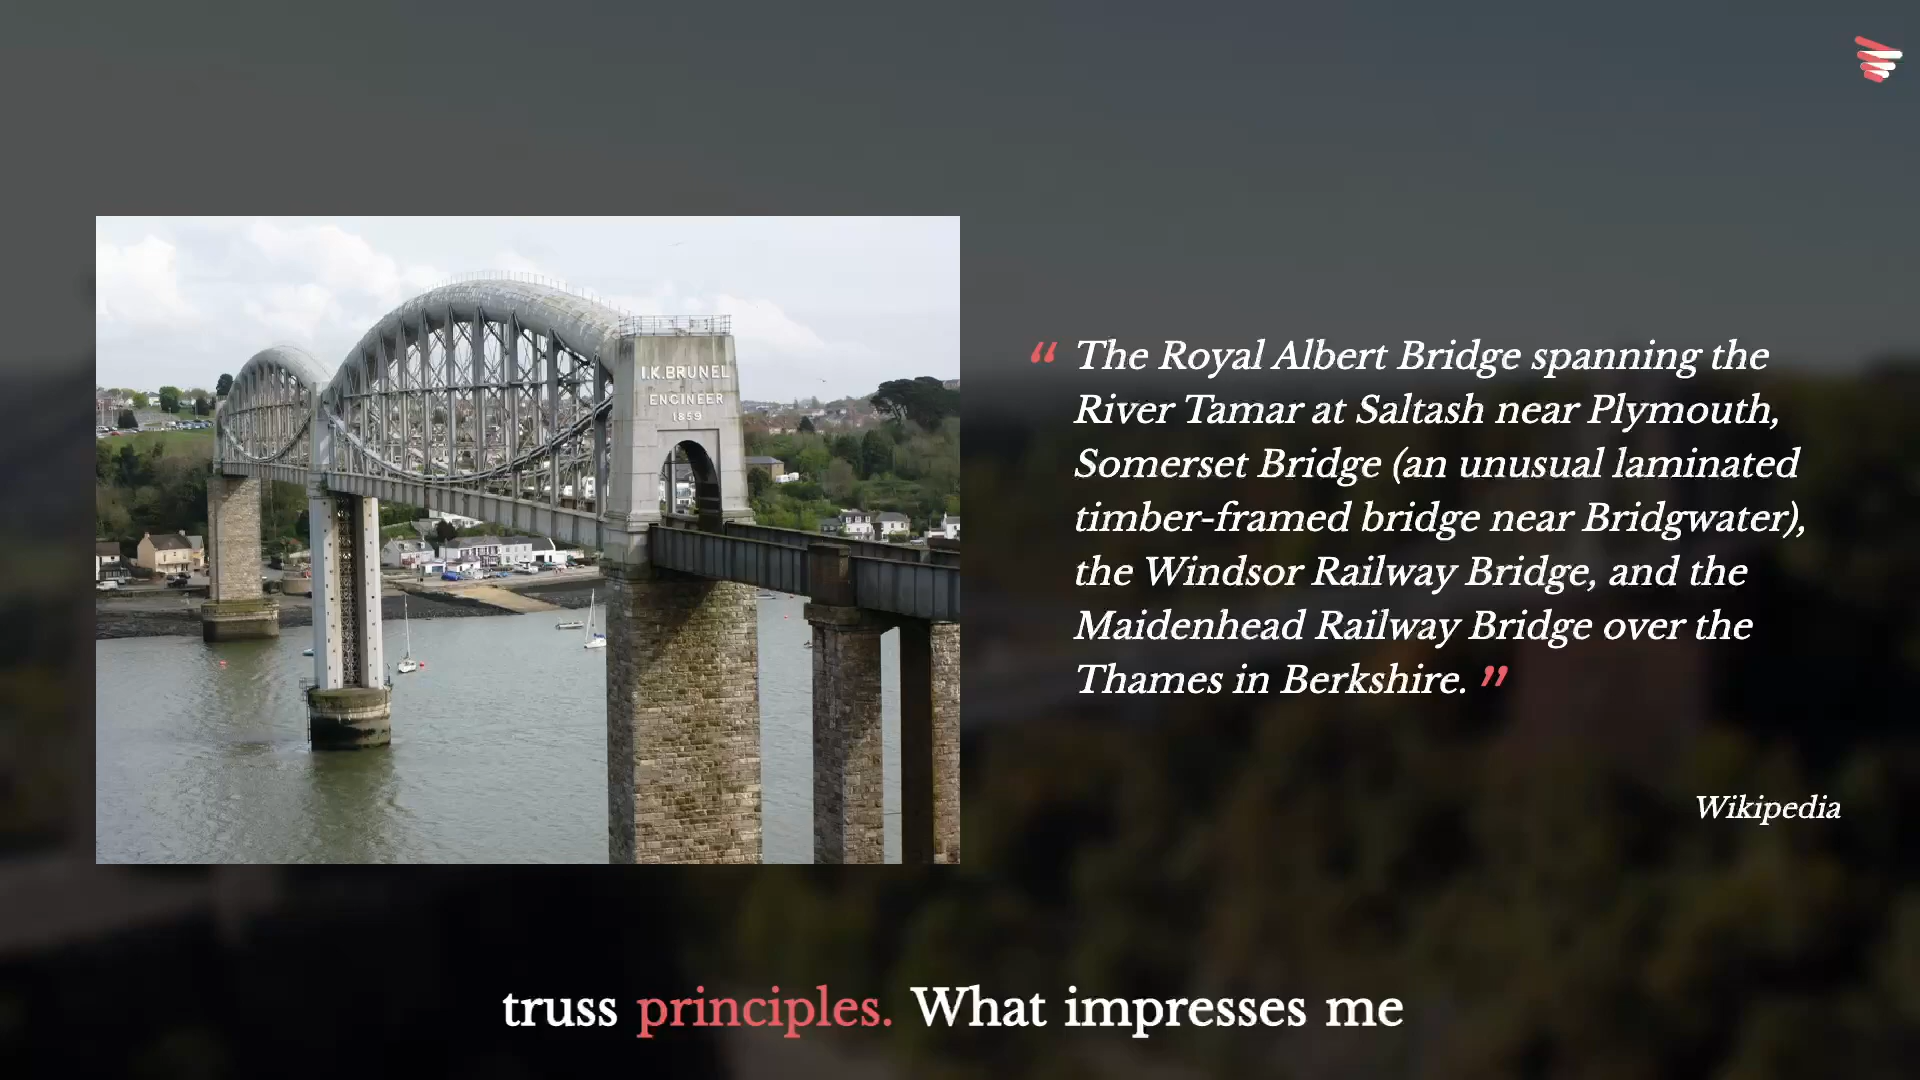 I.K.BRUNEL
ENGINEER
1859
“ The Royal Albert Bridge spanning the
River Tamar at Saltash near Plymouth,
Somerset Bridge (an unusual laminated
timber-framed bridge near Bridgwater),
the Windsor Railway Bridge, and the
Maidenhead Railway Bridge over the
Thames in Berkshire. ”
Wikipedia
truss principles. What impresses me